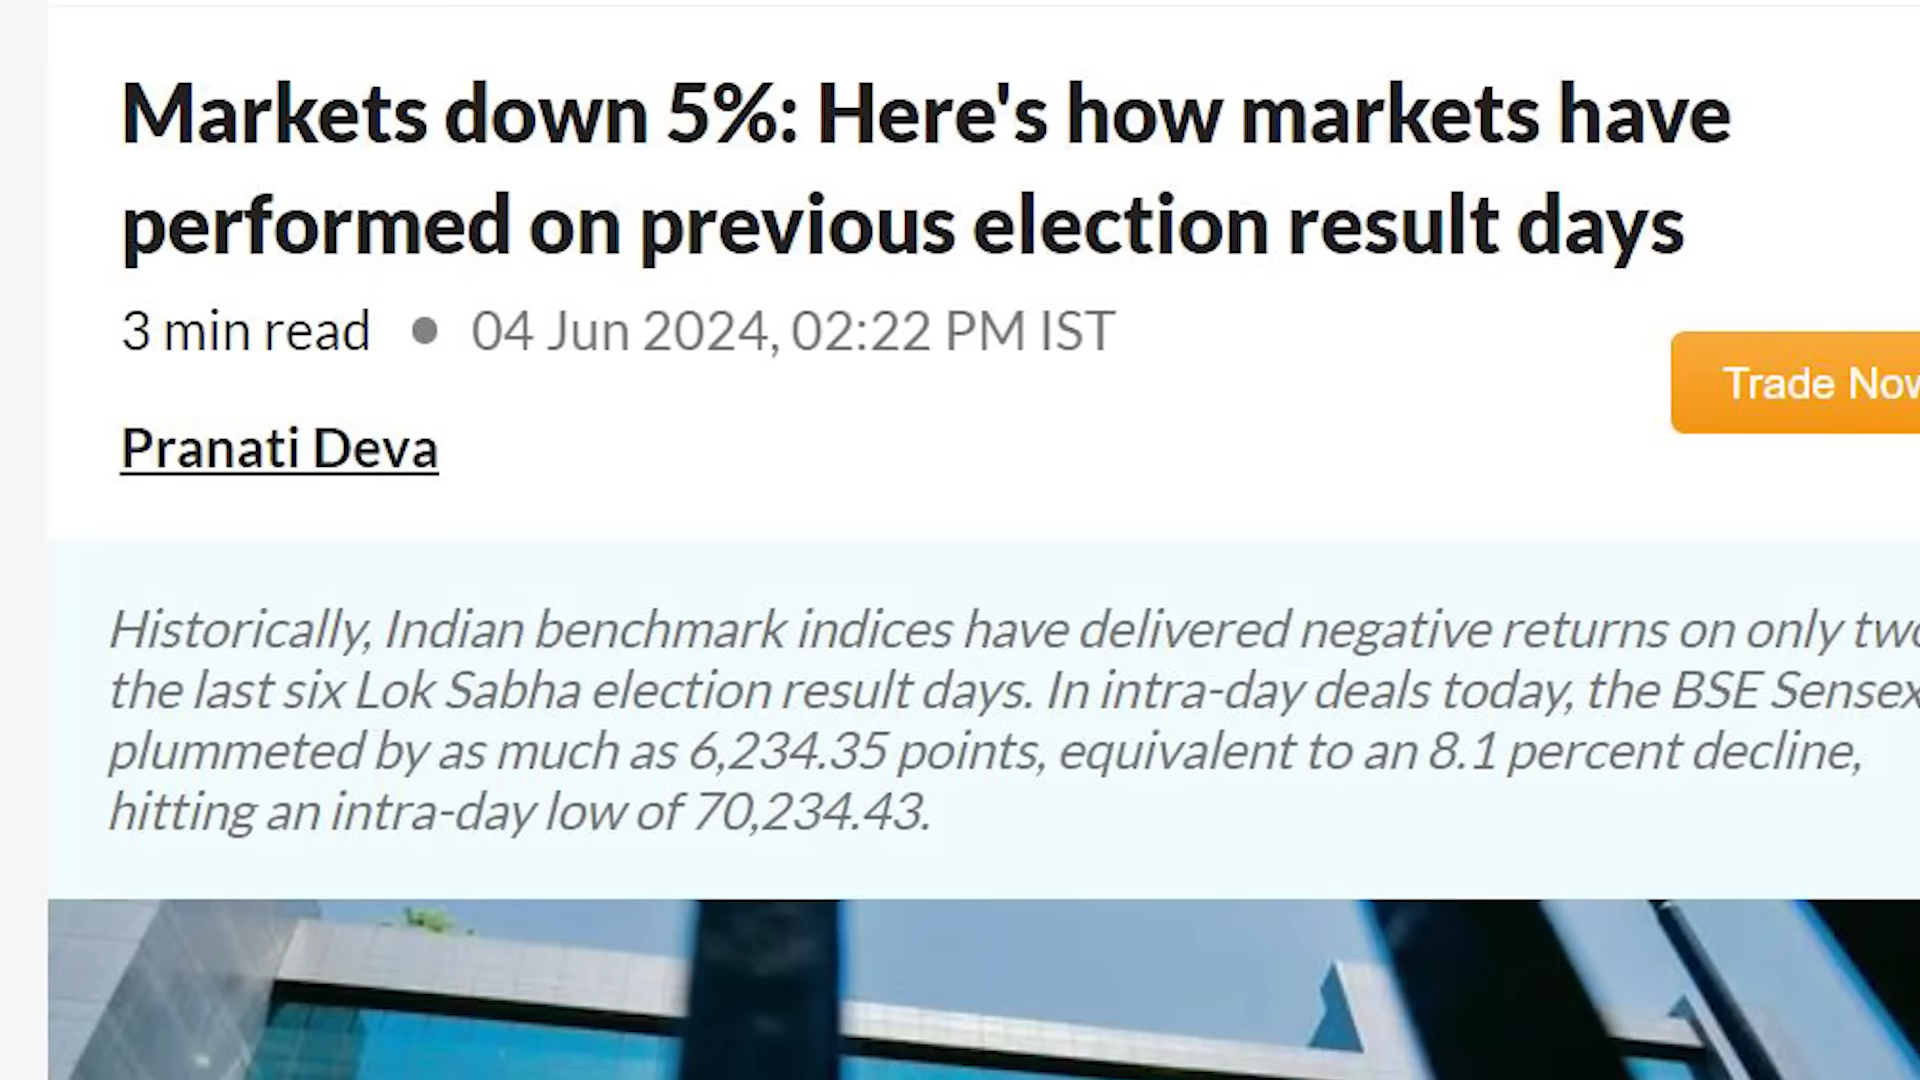 Markets down 5%: Here's how markets have
performed on previous election result days
3 min read • 04 Jun 2024, 02:22 PM IST
Trade Now
Pranati Deva
Historically, Indian benchmark indices have delivered negative returns on only two
the last six Lok Sabha election result days. In intra-day deals today, the BSE Sensex
plummeted by as much as 6,234.35 points, equivalent to an 8.1 percent decline,
hitting an intra-day low of 70,234.43.